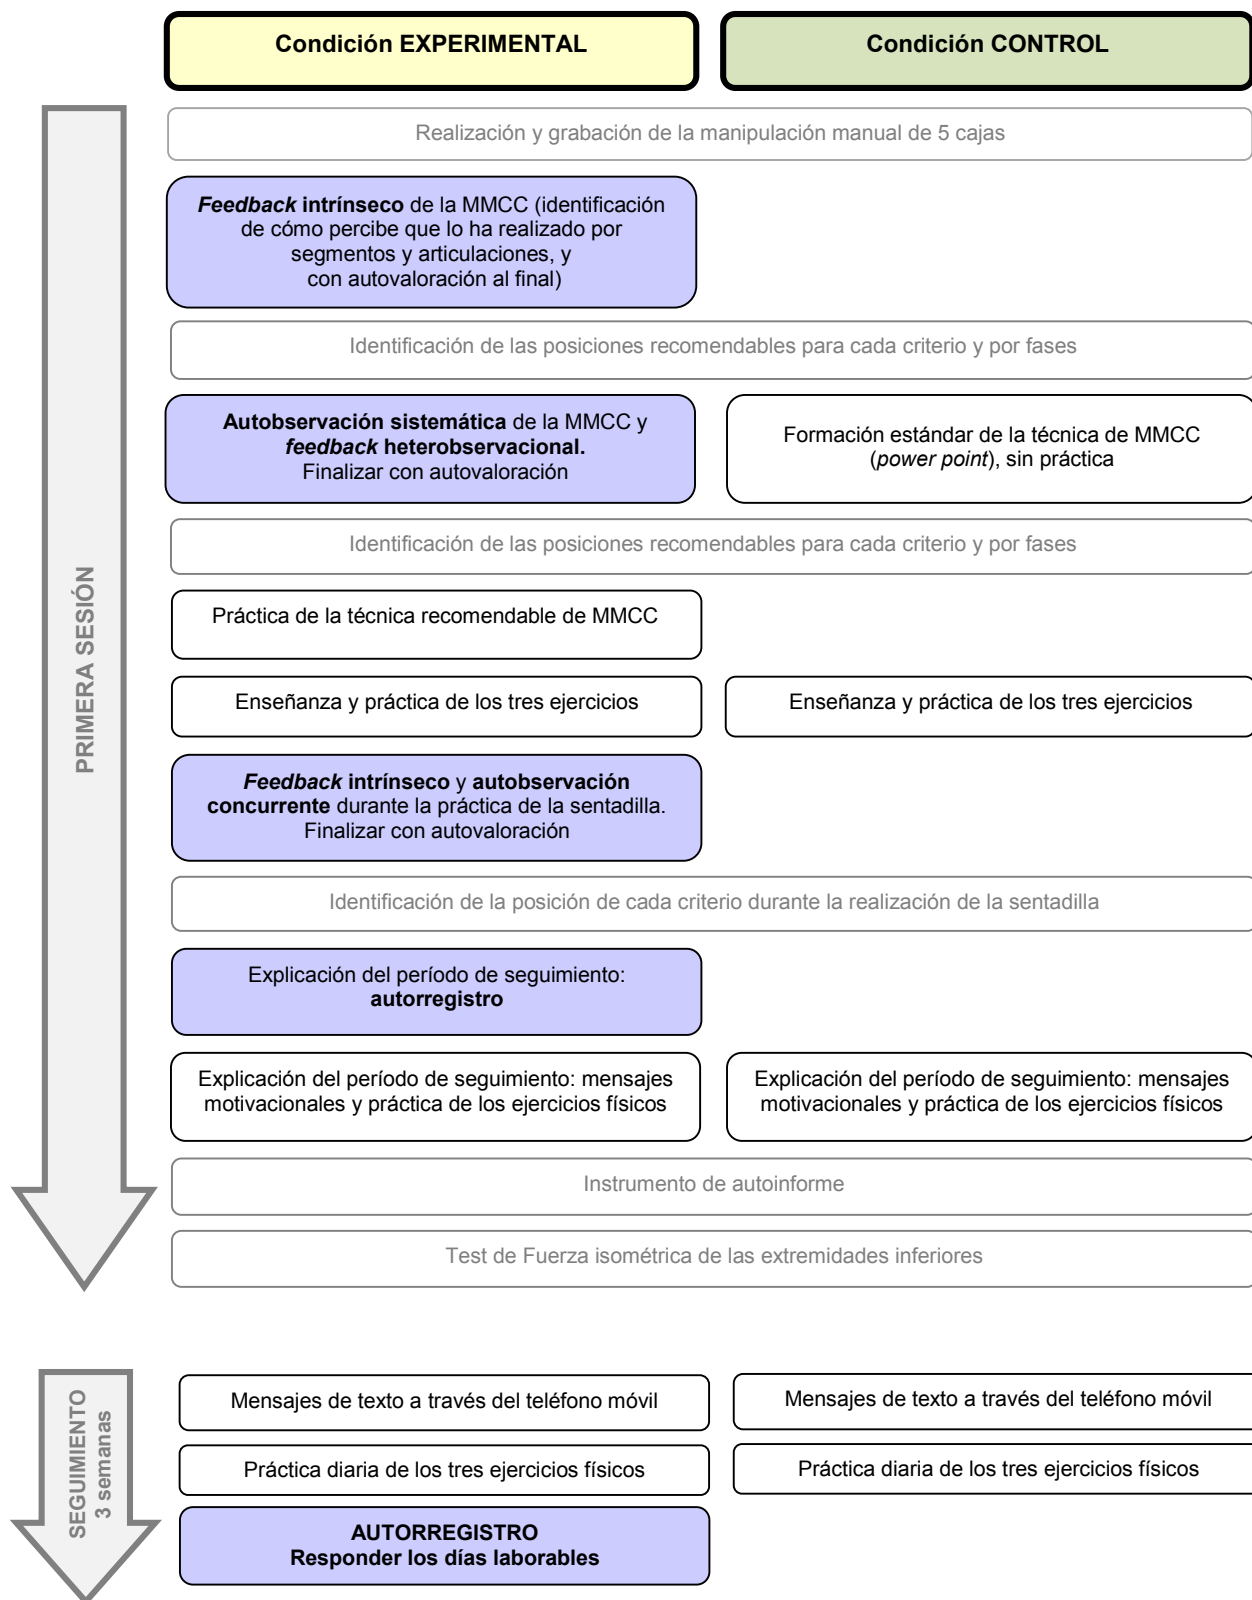 Condición EXPERIMENTAL
Condición CONTROL
PRIMERA SESIÓN
Realización y grabación de la manipulación manual de 5 cajas
Feedback intrínseco de la MMCC (identificación
de cómo percibe que lo ha realizado por
segmentos y articulaciones, y
con autovaloración al final)
Identificación de las posiciones recomendables para cada criterio y por fases
Autobservación sistemática de la MMCC y
feedback heterobservacional.
Finalizar con autovaloración
Formación estándar de la técnica de MMCC
(power point), sin práctica
Identificación de las posiciones recomendables para cada criterio y por fases
Práctica de la técnica recomendable de MMCC
Enseñanza y práctica de los tres ejercicios
Enseñanza y práctica de los tres ejercicios
Feedback intrínseco y autobservación
concurrente durante la práctica de la sentadilla.
Finalizar con autovaloración
Identificación de la posición de cada criterio durante la realización de la sentadilla
Explicación del período de seguimiento:
autorregistro
Explicación del período de seguimiento: mensajes
motivacionales y práctica de los ejercicios físicos
Explicación del período de seguimiento: mensajes
motivacionales y práctica de los ejercicios físicos
Instrumento de autoinforme
Test de Fuerza isométrica de las extremidades inferiores
SEGUIMIENTO
3 semanas
Mensajes de texto a través del teléfono móvil
Mensajes de texto a través del teléfono móvil
Práctica diaria de los tres ejercicios físicos
Práctica diaria de los tres ejercicios físicos
AUTORREGISTRO
Responder los días laborables